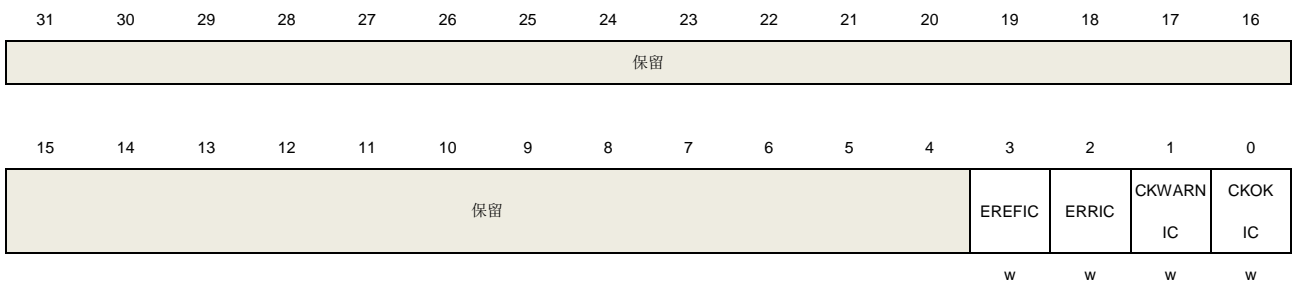 31 30 29 28 27 26 25 24 23 22 21 20 19 18 17 16
保留
15 14 13 12 11 10 9 8 7 6 5 4 3 2 1 0
保留 EREFIC ERRIC CKWARN CKOK
IC IC
w w w w